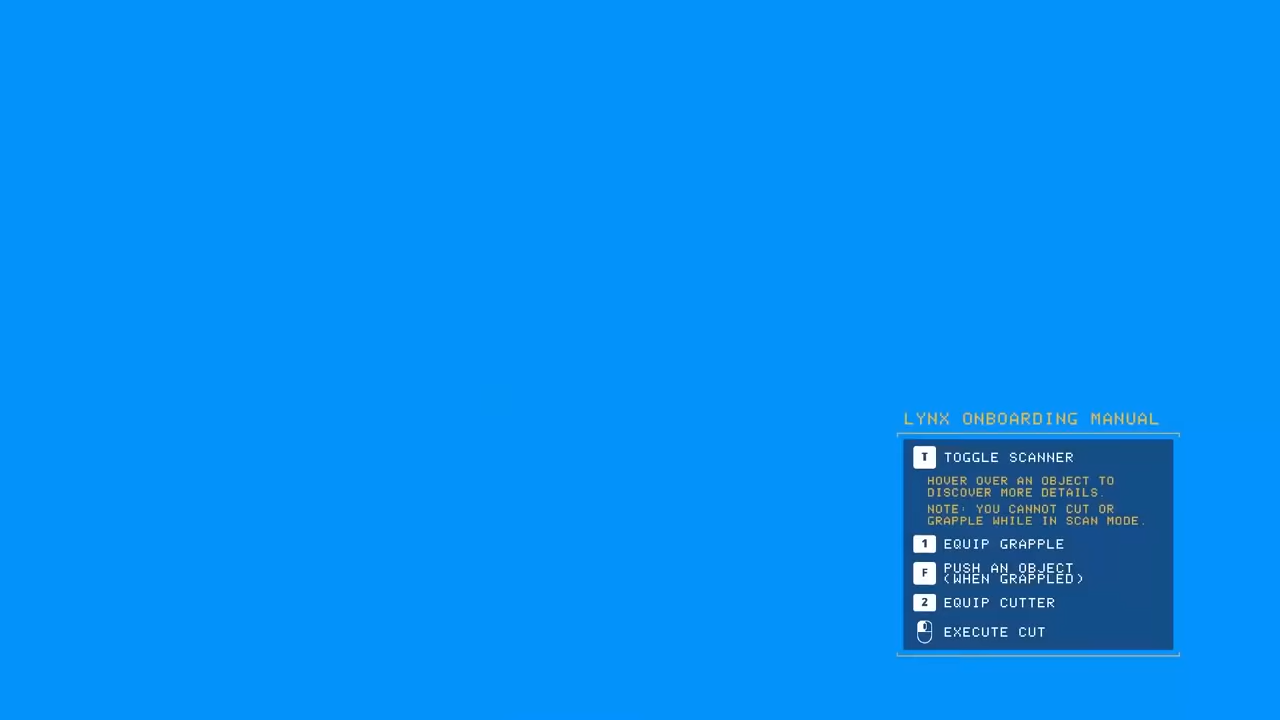 LYNX ONBOARDING MANUAL
T TOGGLE SCANNER
HOVER OVER AN OBJECT TO
DISCOVER MORE DETAILS.
NOTE: YOU CANNOT CUT OR
GRAPPLE WHILE IN SCAN MODE.
1 EQUIP GRAPPLE
F PUSH AN OBJECT
(WHEN GRAPPLED)
2 EQUIP CUTTER
EXECUTE CUT